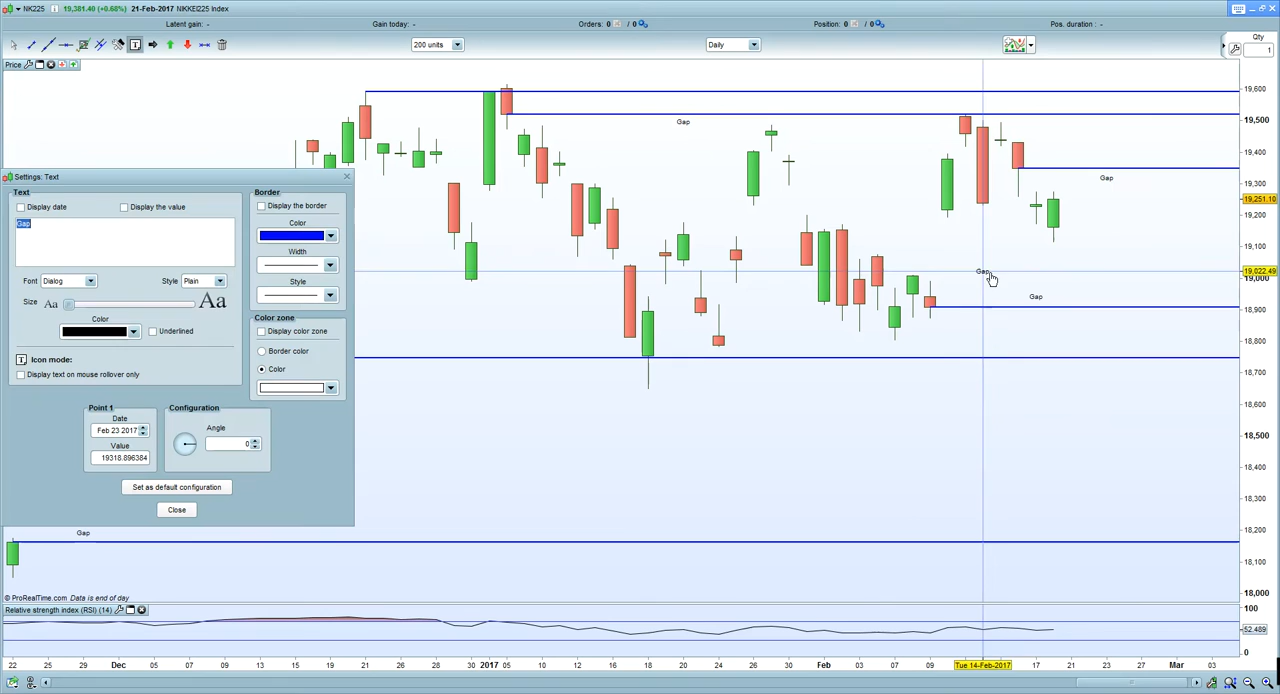 NK225 19,381.40 (+0.68%) 21-Feb-2017 NIKKEI225 Index
Latent gain: - Gain today: - Orders: 0 / 0 Position: 0 / 0 Pos. duration : -
200 units Daily Qty
1
Price
Settings: Text
Text
Display date Display the value
Gap
Font Dialog Style Plain
Size Aa Aa
Color
Underlined
Icon mode:
Display text on mouse rollover only
Border
Display the border
Color
Width
Style
Color zone
Display color zone
Border color
Color
Point 1
Date
Feb 23 2017
Value
19318.896384
Configuration
Angle
0
Set as default configuration
Close
Gap
Gap
Gap
Gap
Gap
19,600
19,500
19,400
19,300
19,251.10
19,200
19,100
19,022.49
19,000
18,900
18,800
18,700
18,600
18,500
18,400
18,300
18,200
18,100
18,000
© ProRealTime.com Data is end of day
Relative strength index (RSI) (14)
100
52.489
0
22 25 29 Dec 05 07 09 13 15 19 21 26 28 30 2017 05 10 12 16 18 20 24 26 30 Feb 03 07 09 Tue 14-Feb-2017 17 21 23 27 Mar 03